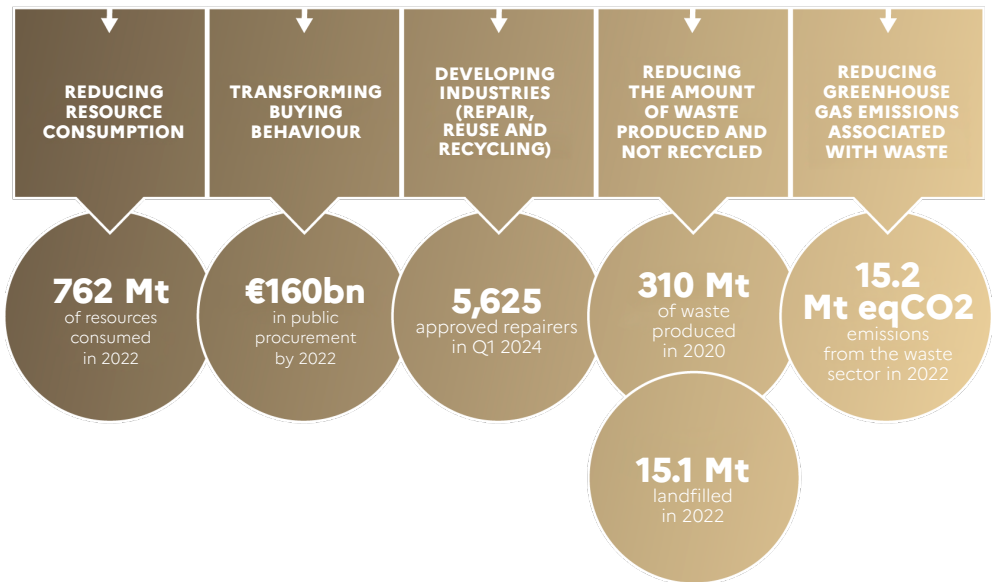 REDUCING
RESOURCE
CONSUMPTION
762 Mt
of resources
consumed
in 2022
TRANSFORMING
BUYING
BEHAVIOUR
€160bn
in public
procurement
by 2022
DEVELOPING
INDUSTRIES
(REPAIR,
REUSE AND
RECYCLING)
5,625
approved repairers
in Q1 2024
REDUCING
THE AMOUNT
OF WASTE
PRODUCED AND
NOT RECYCLED
310 Mt
of waste
produced
in 2020
15.1 Mt
landfilled
in 2022
REDUCING
GREENHOUSE
GAS EMISSIONS
ASSOCIATED
WITH WASTE
15.2
Mt eqCO2
emissions
from the waste
sector in 2022